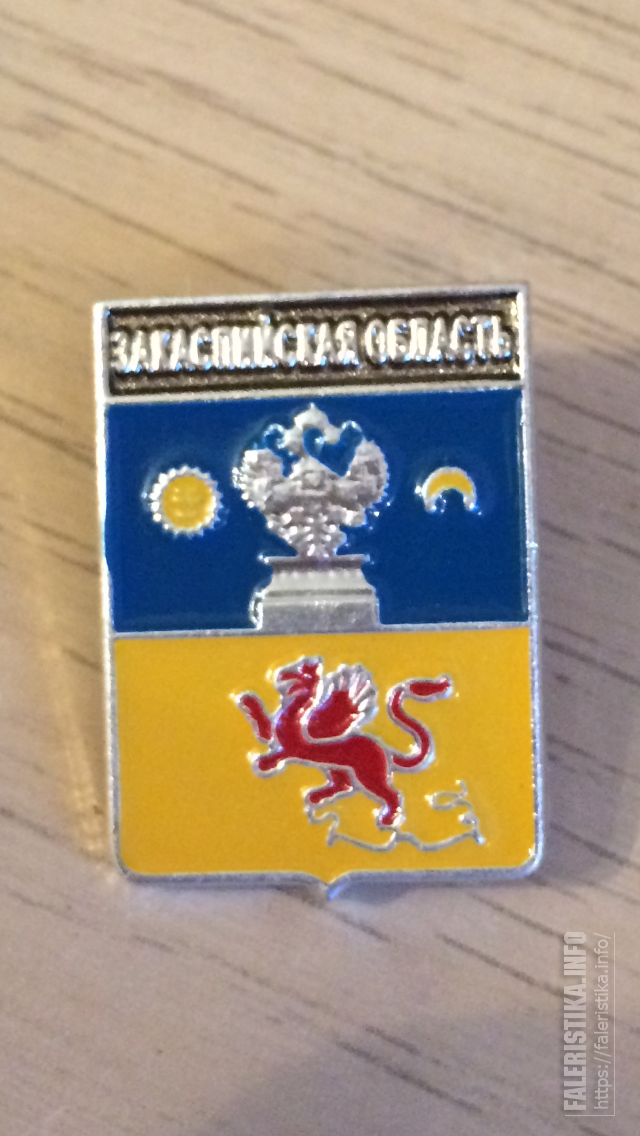 ЗАКАСПИЙСКАЯ ОБЛАСТЬ
FALERISTIKA.INFO
https://faleristika.info/